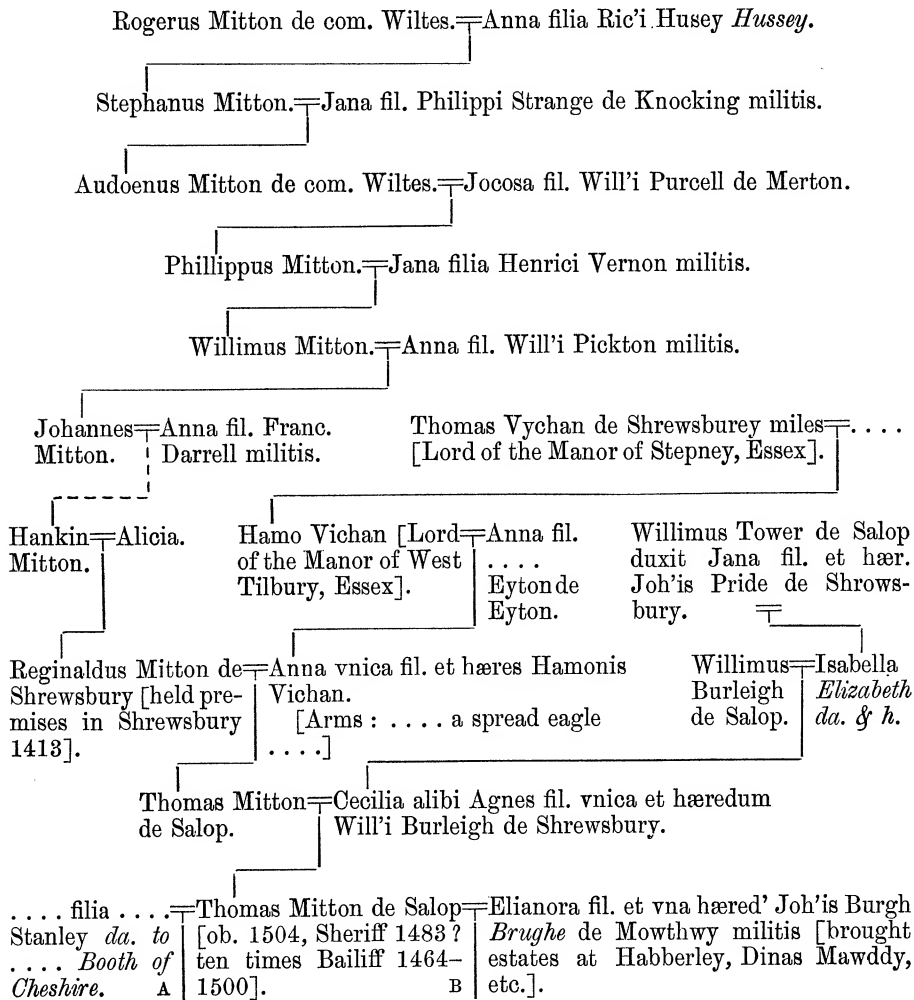 Rogerus Mitton de com. Wiltes.=Anna filia Ric'i Husey Hussey.
Stephanus Mitton.=Jana fil. Philippi Strange de Knocking militis.
Audoenus Mitton de com. Wiltes.=Jocosa fil. Will'i Purcell de Merton.
Phillippus Mitton.=Jana filia Henrici Vernon militis.
Willimus Mitton.=Anna fil. Will'i Pickton militis.
Johannes=Anna fil. Franc.
Mitton. Darrell militis.
Thomas Vychan de Shrewsburey miles=. . . .
[Lord of the Manor of Stepney, Essex].
Hankin=Alicia.
Mitton.
Hamo Vichan [Lord=Anna fil.
of the Manor of West . . . .
Tilbury, Essex]. Eyton de
Eyton.
Willimus Tower de Salop
duxit Jana fil. et hær.
Joh'is Pride de Shrows-
bury. =
Reginaldus Mitton de=Anna vnica fil. et hæres Hamonis
Shrewsbury [held pre- Vichan.
mises in Shrewsbury [Arms : . . . . a spread eagle
1413]. . . . .]
Willimus=Isabella
Burleigh Elizabeth
de Salop. da. & h.
Thomas Mitton=Cecilia alibi Agnes fil. vnica et hæredum
de Salop. Will'i Burleigh de Shrewsbury.
. . . . filia . . . .=Thomas Mitton de Salop=Elianora fil. et vna hæred' Joh'is Burgh
Stanley da. to [ob. 1504, Sheriff 1483 ? Brughe de Mowthwy militis [brought
. . . . Booth of ten times Bailiff 1464– estates at Habberley, Dinas Mawddy,
Cheshire. A 1500]. B etc.].